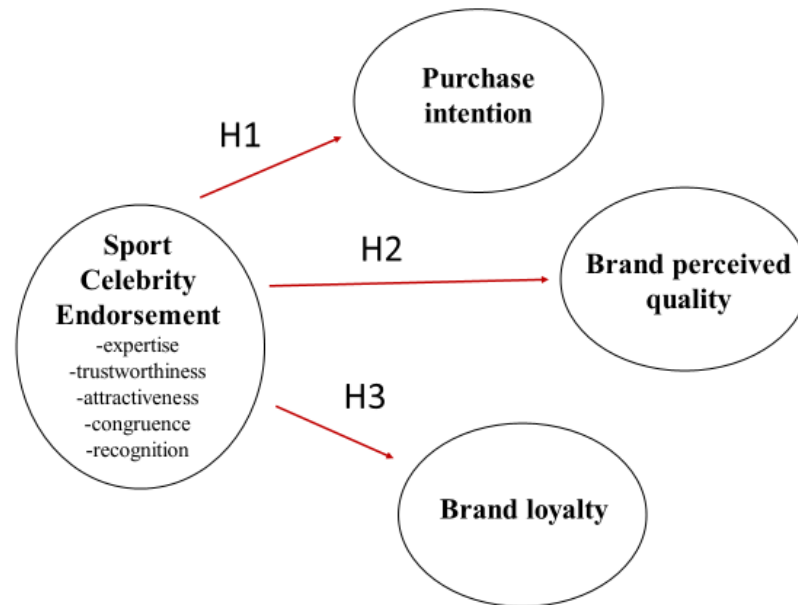 Purchase
intention
H1
Sport
Celebrity
Endorsement
-expertise
-trustworthiness
-attractiveness
-congruence
-recognition
H2
Brand perceived
quality
H3
Brand loyalty